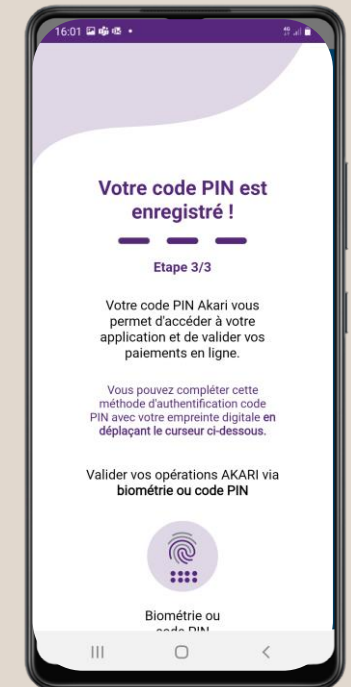 16:01
Votre code PIN est
enregistré !
Etape 3/3
Votre code PIN Akari vous
permet d'accéder à votre
application et de valider vos
paiements en ligne.
Vous pouvez compléter cette
méthode d'authentification code
PIN avec votre empreinte digitale en
déplaçant le curseur ci-dessous.
Valider vos opérations AKARI via
biométrie ou code PIN
Biométrie ou
code PIN